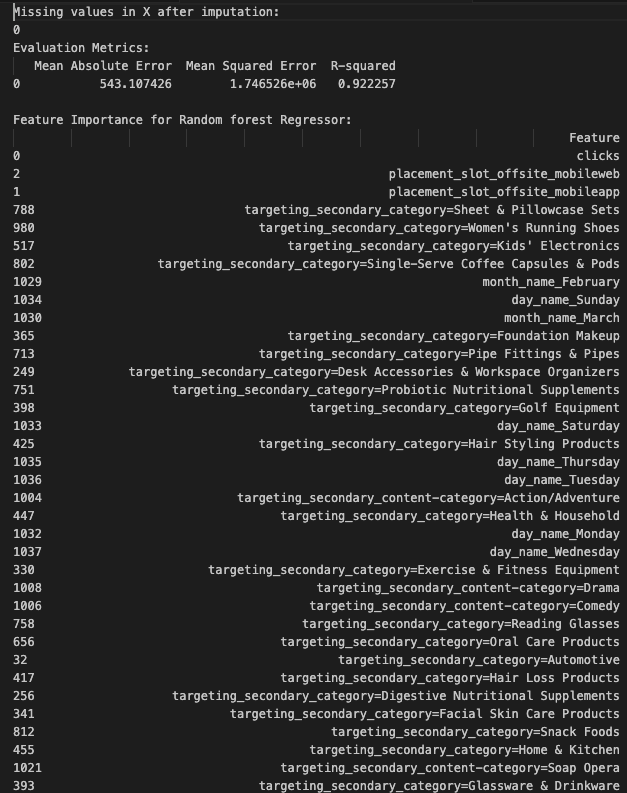 Missing values in X after imputation:
0
Evaluation Metrics:
Mean Absolute Error Mean Squared Error R-squared
0 543.107426 1.746526e+06 0.922257
Feature Importance for Random forest Regressor:
Feature
0 clicks
2 placement_slot_offsite_mobileweb
1 placement_slot_offsite_mobileapp
788 targeting_secondary_category=Sheet & Pillowcase Sets
980 targeting_secondary_category=Women's Running Shoes
517 targeting_secondary_category=Kids' Electronics
802 targeting_secondary_category=Single-Serve Coffee Capsules & Pods
1029 month_name_February
1034 day_name_Sunday
1030 month_name_March
365 targeting_secondary_category=Foundation Makeup
713 targeting_secondary_category=Pipe Fittings & Pipes
249 targeting_secondary_category=Desk Accessories & Workspace Organizers
751 targeting_secondary_category=Probiotic Nutritional Supplements
398 targeting_secondary_category=Golf Equipment
1033 day_name_Saturday
425 targeting_secondary_category=Hair Styling Products
1035 day_name_Thursday
1036 day_name_Tuesday
1004 targeting_secondary_content-category=Action/Adventure
447 targeting_secondary_category=Health & Household
1032 day_name_Monday
1037 day_name_Wednesday
330 targeting_secondary_category=Exercise & Fitness Equipment
1008 targeting_secondary_content-category=Drama
1006 targeting_secondary_content-category=Comedy
758 targeting_secondary_category=Reading Glasses
656 targeting_secondary_category=Oral Care Products
32 targeting_secondary_category=Automotive
417 targeting_secondary_category=Hair Loss Products
256 targeting_secondary_category=Digestive Nutritional Supplements
341 targeting_secondary_category=Facial Skin Care Products
812 targeting_secondary_category=Snack Foods
455 targeting_secondary_category=Home & Kitchen
1021 targeting_secondary_content-category=Soap Opera
393 targeting_secondary_category=Glassware & Drinkware